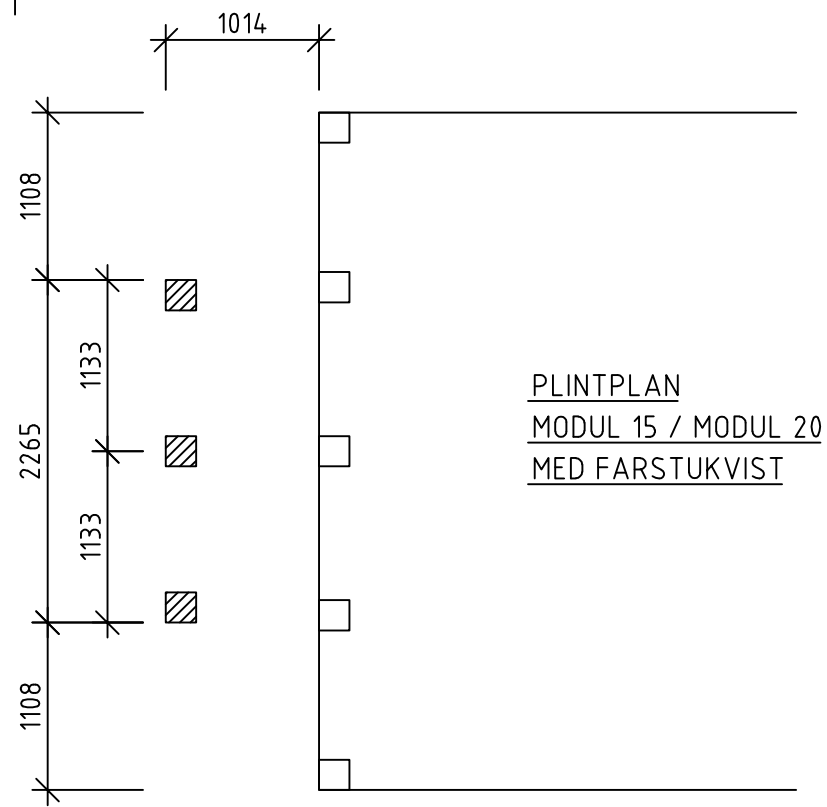 1014
1108
1133
2265
1133
1108
PLINTPLAN
MODUL 15 / MODUL 20
MED FARSTUKVIST